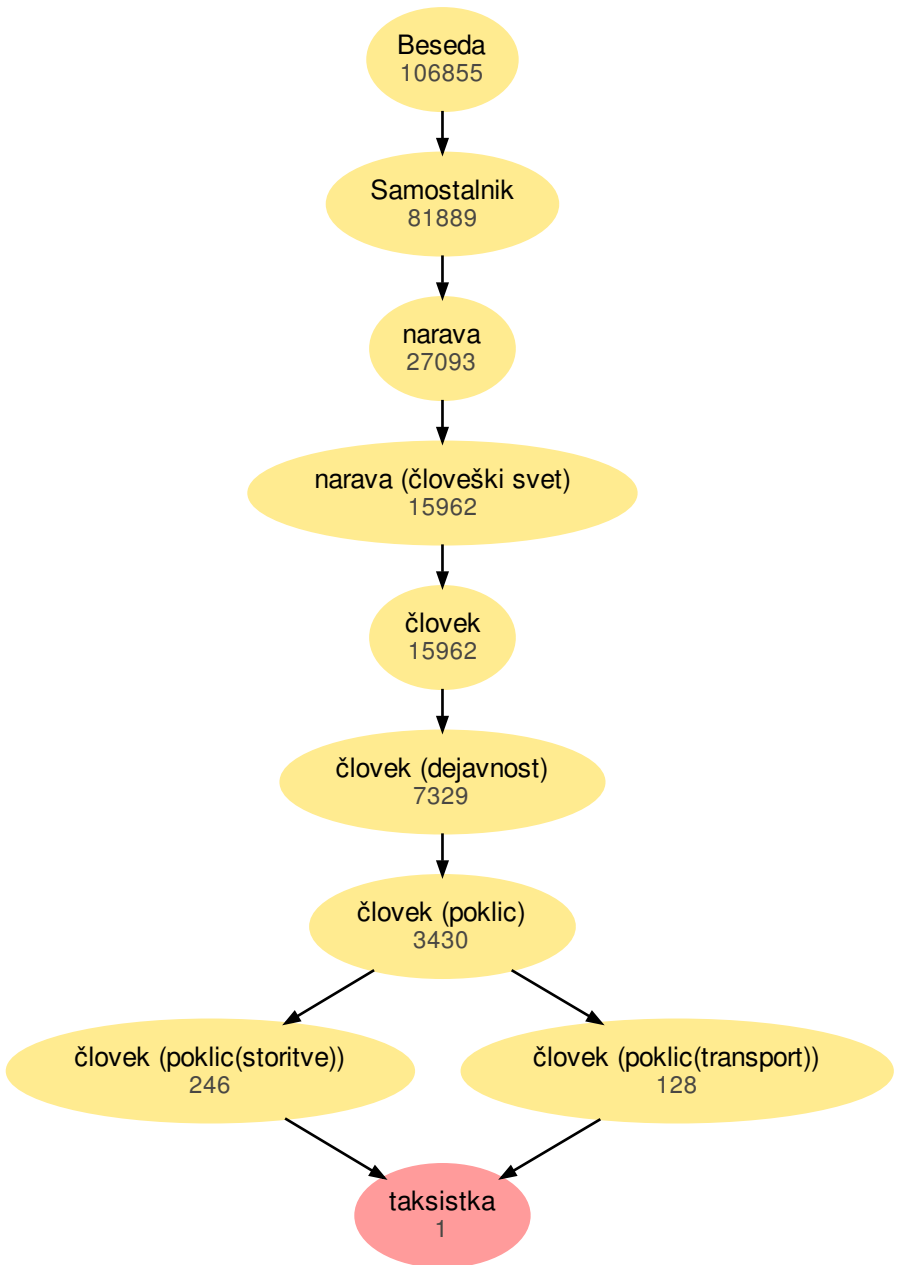 Beseda
106855
Samostalnik
81889
narava
27093
narava (človeški svet)
15962
človek
15962
človek (dejavnost)
7329
človek (poklic)
3430
človek (poklic(storitve))
246
človek (poklic(transport))
128
taksistka
1